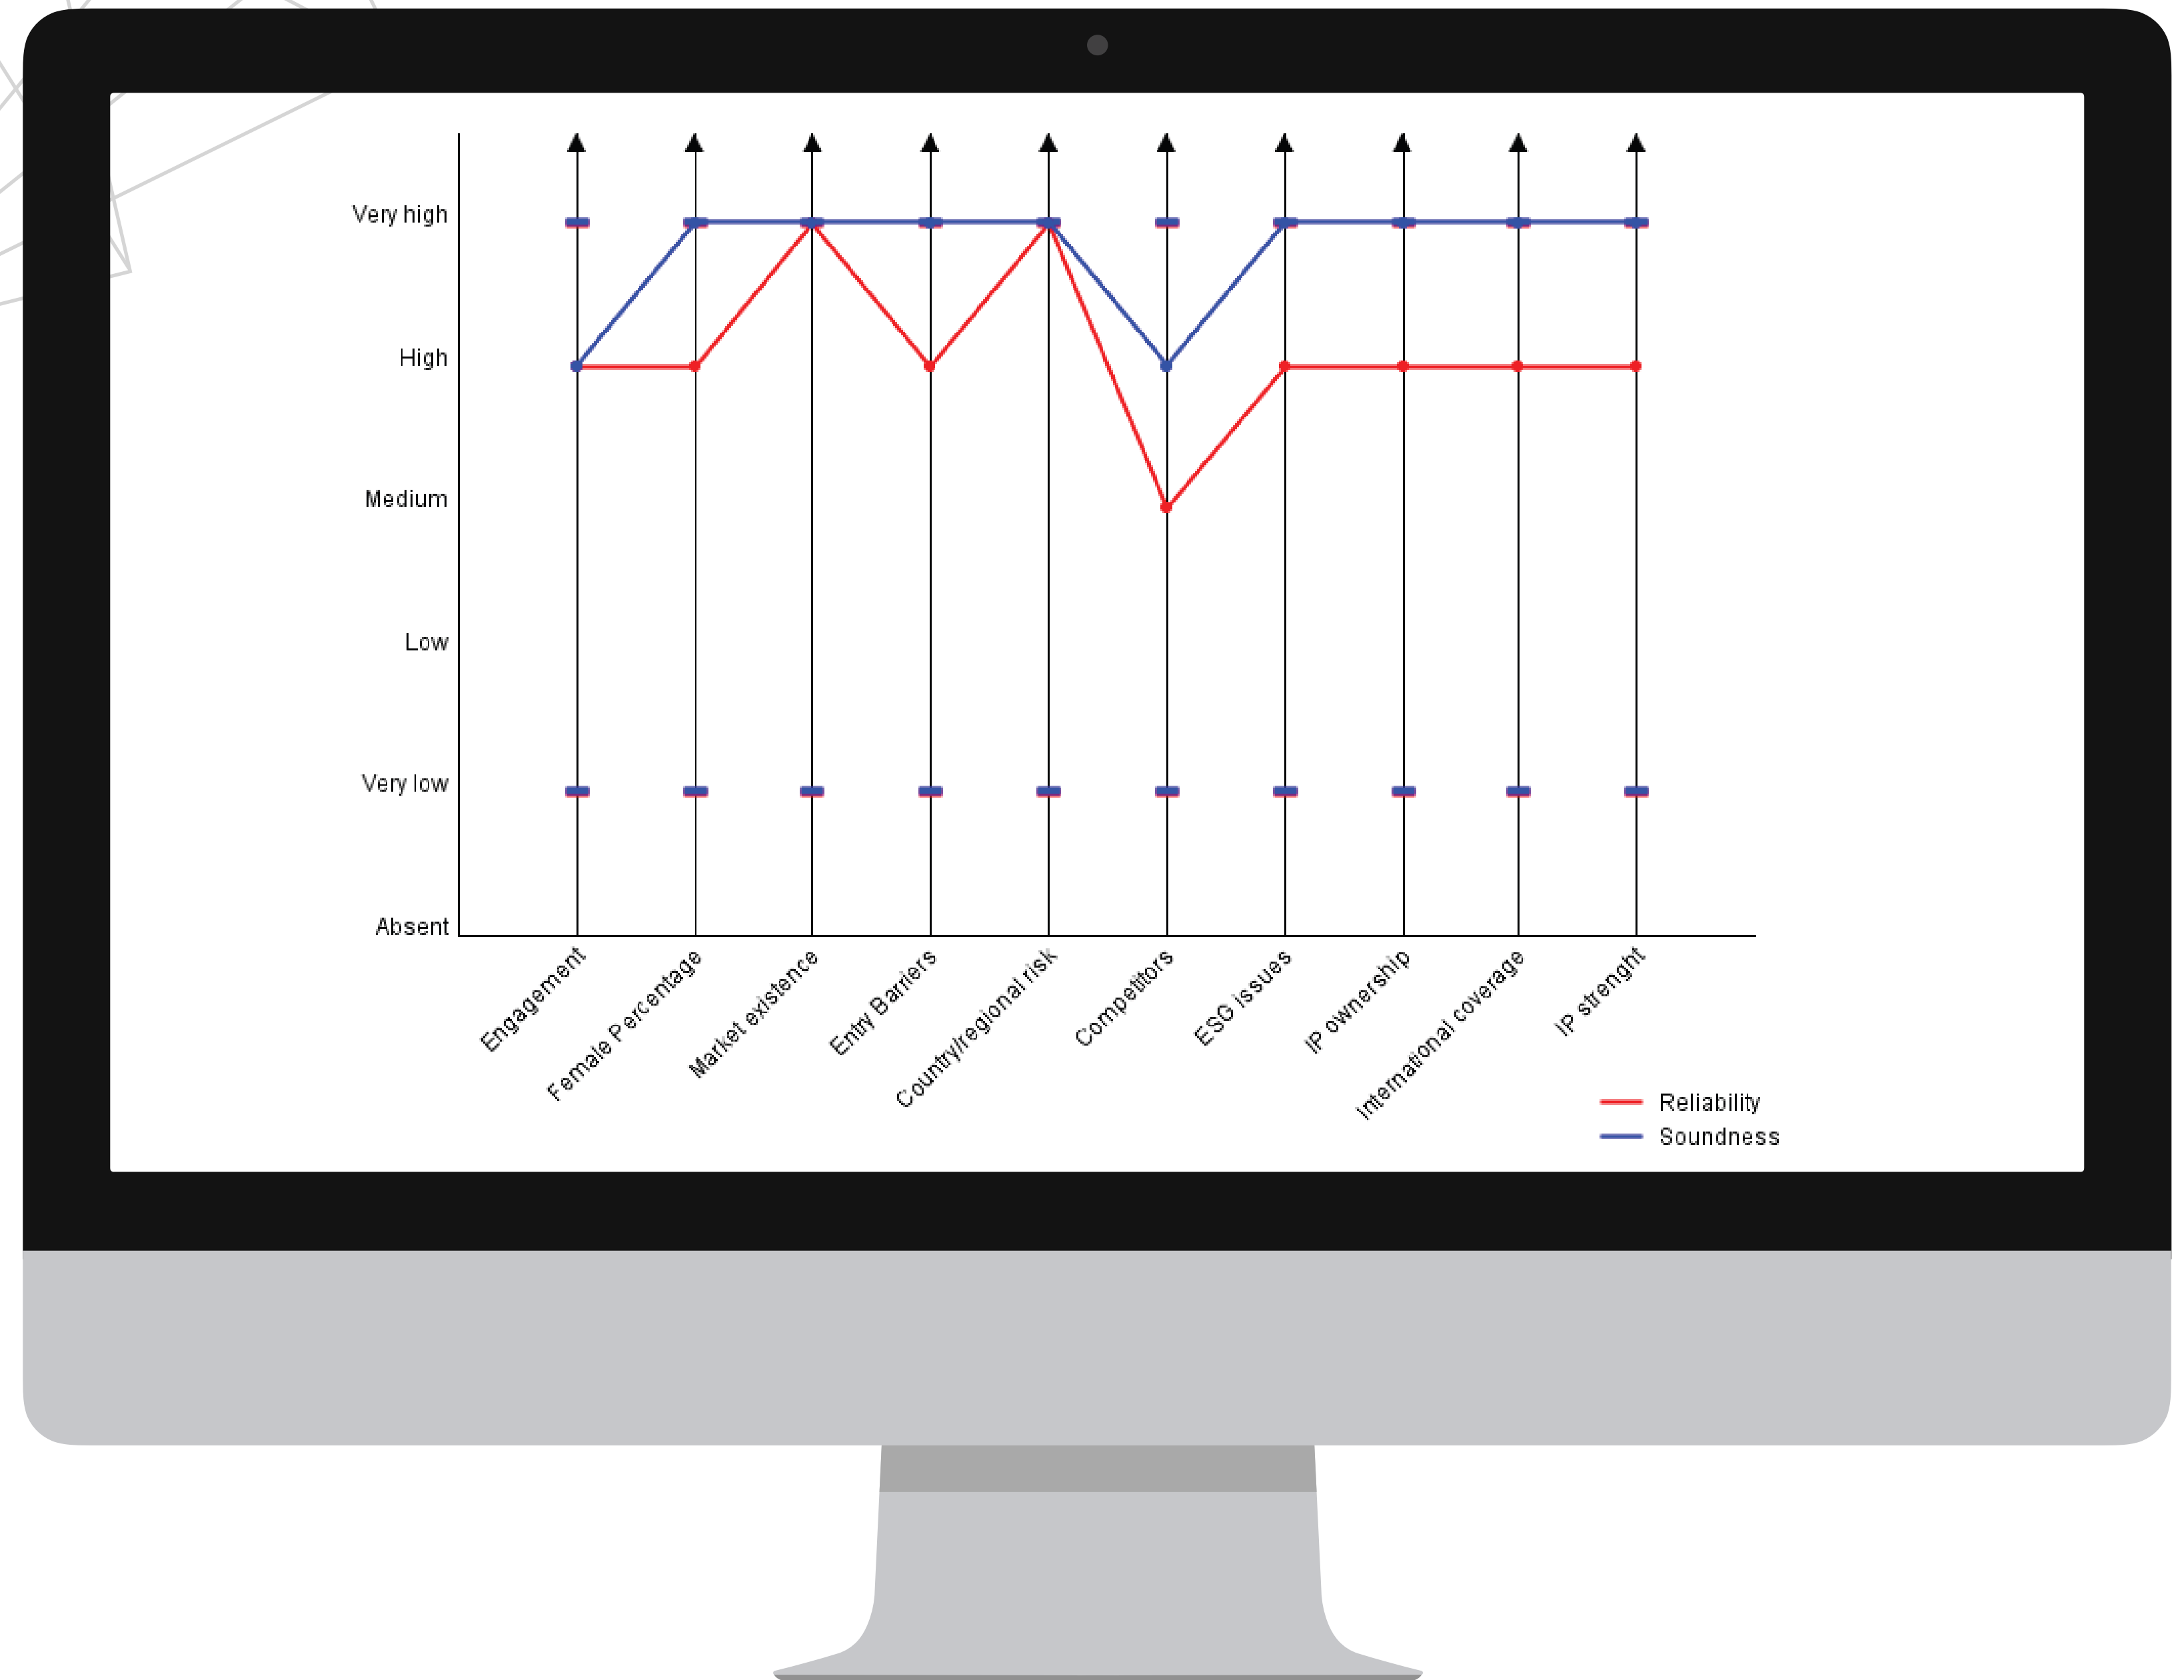 Very high
High
Medium
Low
Very low
Absent
Engagement
Female Percentage
Market existence
Entry Barriers
Country/regional risk
Competitors
ESG issues
IP ownership
International coverage
IP strenght
Reliability
Soundness